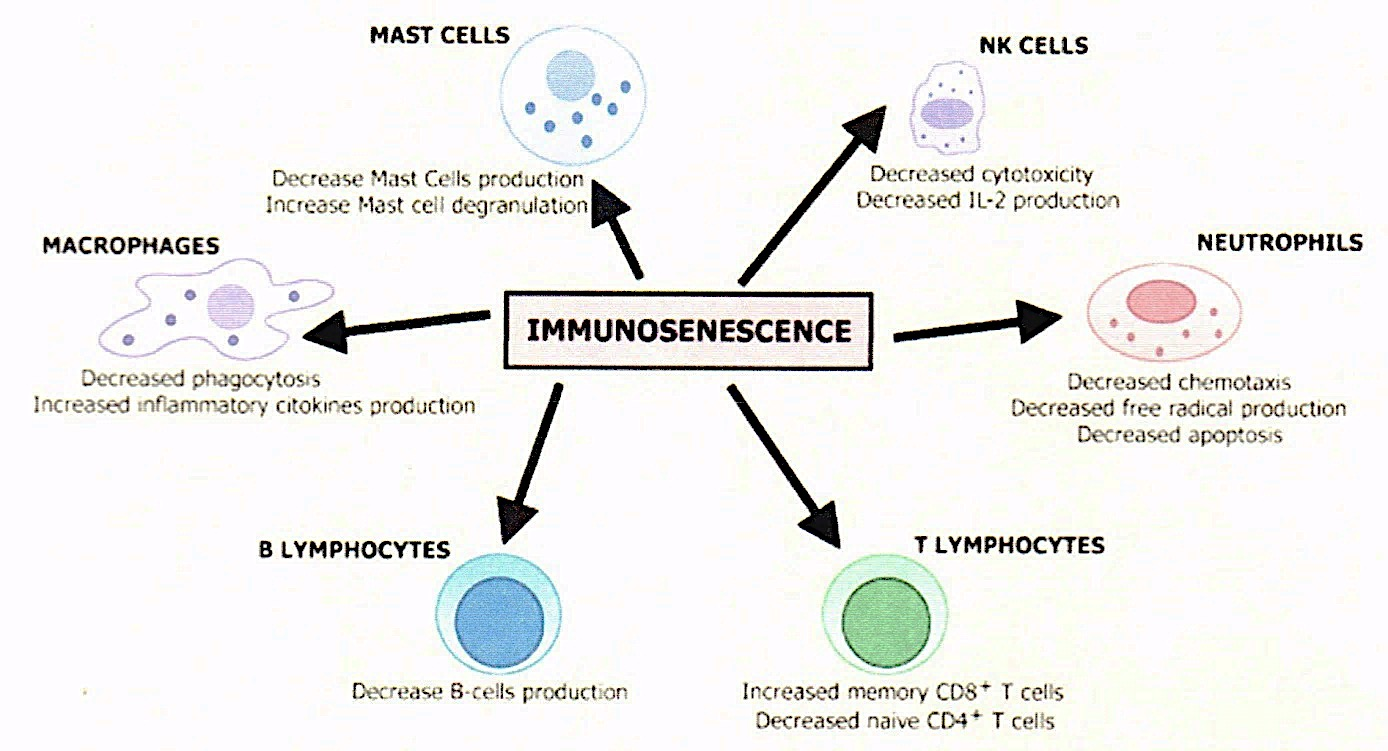 MAST CELLS
Decrease Mast Cells production
Increase Mast cell degranulation
NK CELLS
Decreased cytotoxicity
Decreased IL-2 production
MACROPHAGES
Decreased phagocytosis
Increased inflammatory citokines production
IMMUNOSENESCENCE
NEUTROPHILS
Decreased chemotaxis
Decreased free radical production
Decreased apoptosis
B LYMPHOCYTES
Decrease B-cells production
T LYMPHOCYTES
Increased memory CD8⁺ T cells
Decreased naive CD4⁺ T cells